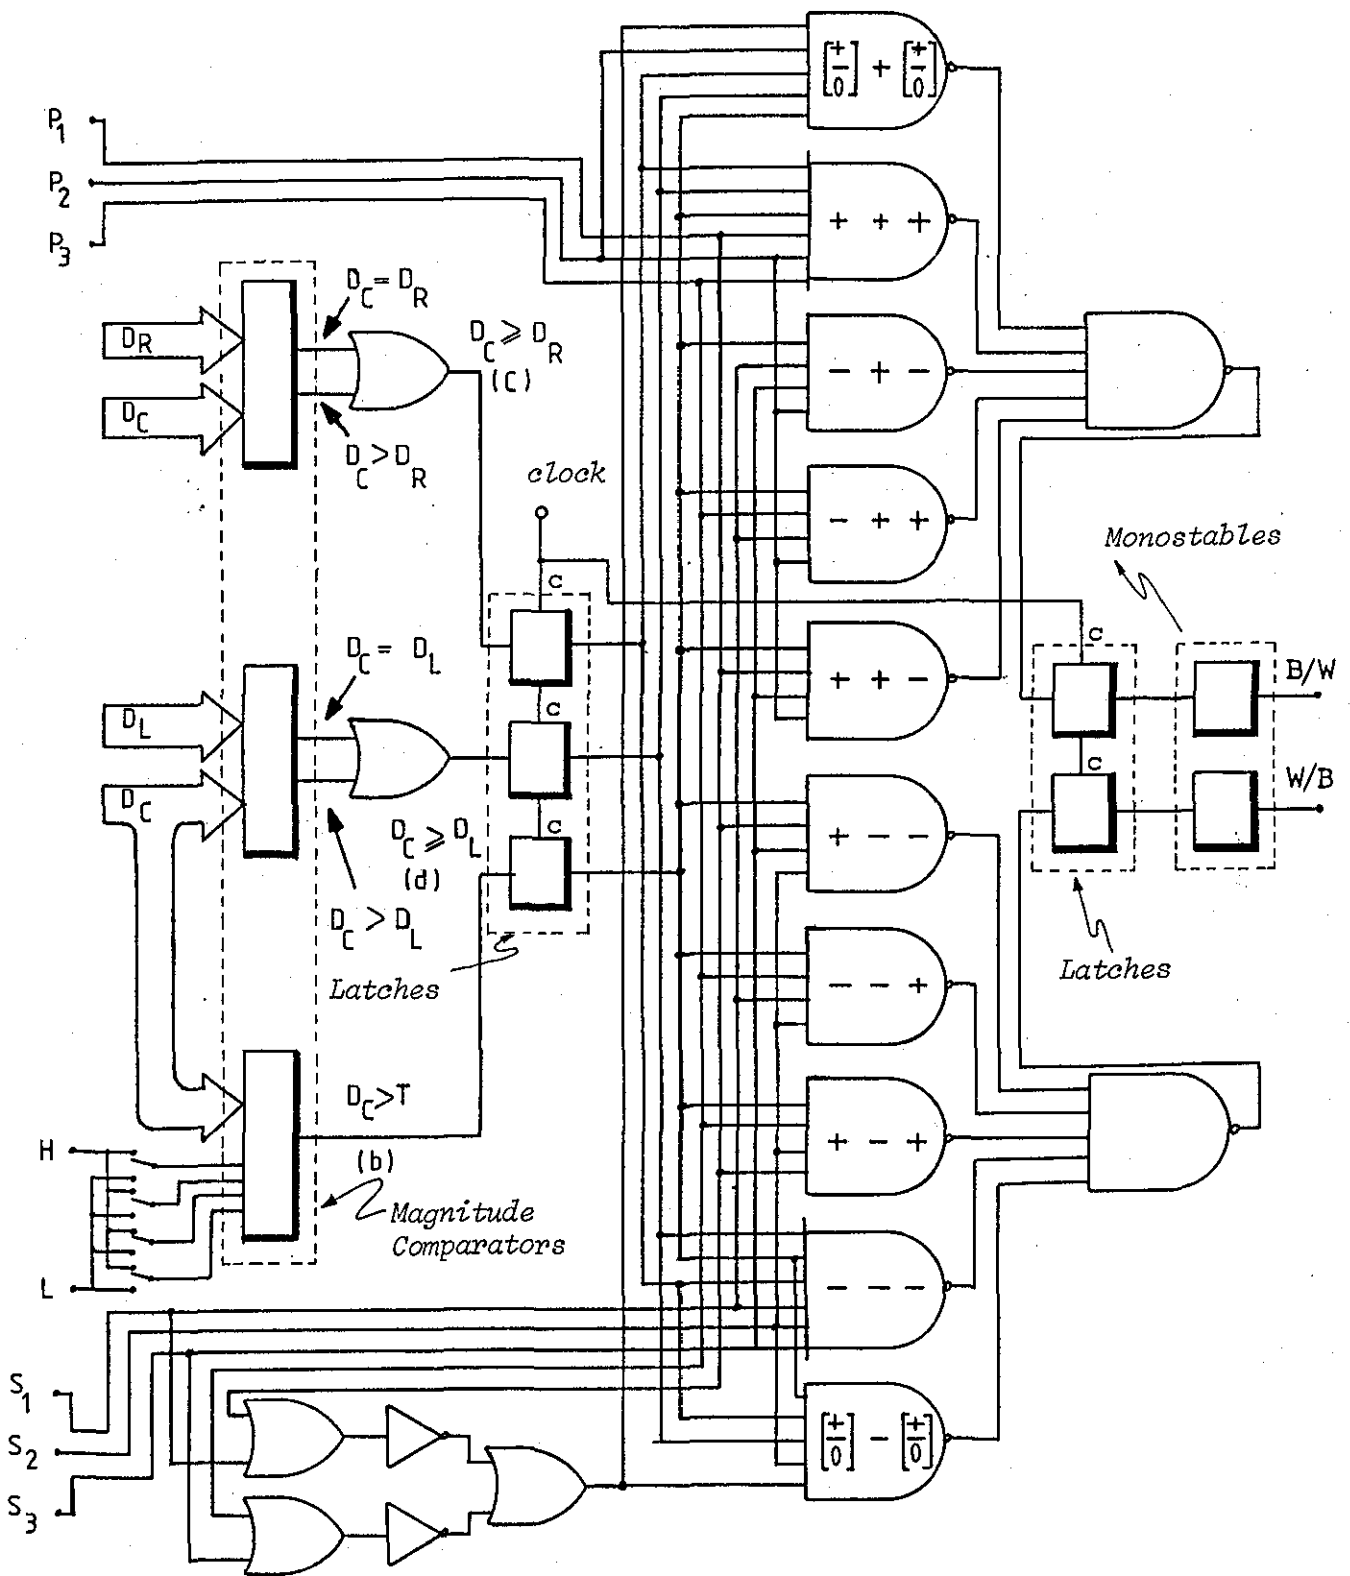 [+/0] + [+/0]
P1
P2
P3
+ + +
DC = DR
DR
DC ⩾ DR
(C)
- + -
DC
DC > DR
clock
- + +
Monostables
c
c
DC = DL
+ + -
B/W
DL
c
c
W/B
DC
+ - -
DC ⩾ DL
(d)
c
DC > DL
Latches
- - +
Latches
DC>T
+ - +
H
(b)
Magnitude
Comparators
L
- - -
S1
S2
[+/0] - [+/0]
S3